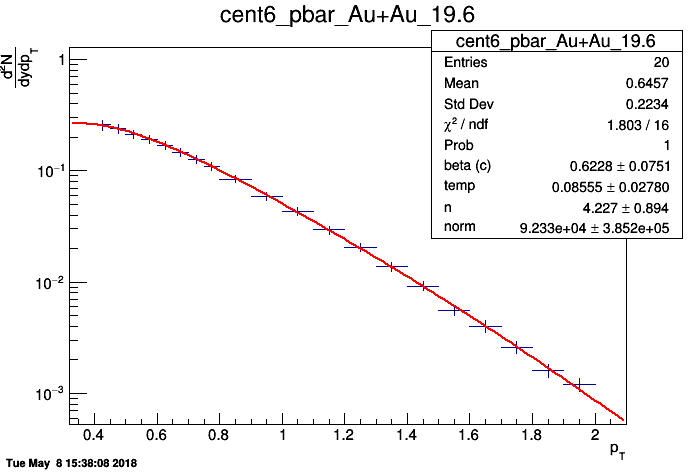 cent6_pbar_Au+Au_19.6
d²N
dydp_T
cent6_pbar_Au+Au_19.6
Entries 20
Mean 0.6457
Std Dev 0.2234
χ² / ndf 1.803 / 16
Prob 1
beta (c) 0.6228 ± 0.0751
temp 0.08555 ± 0.02780
n 4.227 ± 0.894
norm 9.233e+04 ± 3.852e+05
1
10⁻¹
10⁻²
10⁻³
0.4 0.6 0.8 1 1.2 1.4 1.6 1.8 2
p_T
Tue May 8 15:38:08 2018